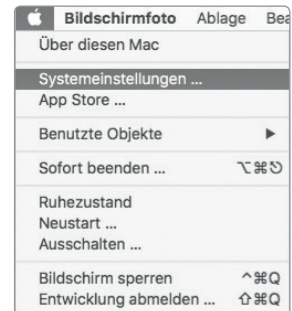 Bildschirmfoto Ablage
Über diesen Mac
Systemeinstellungen ...
App Store ...
Benutzte Objekte ▶
Sofort beenden ... ⌥⌘⎋
Ruhezustand
Neustart ...
Ausschalten ...
Bildschirm sperren ^⌘Q
Entwicklung abmelden ... ⇧⌘Q